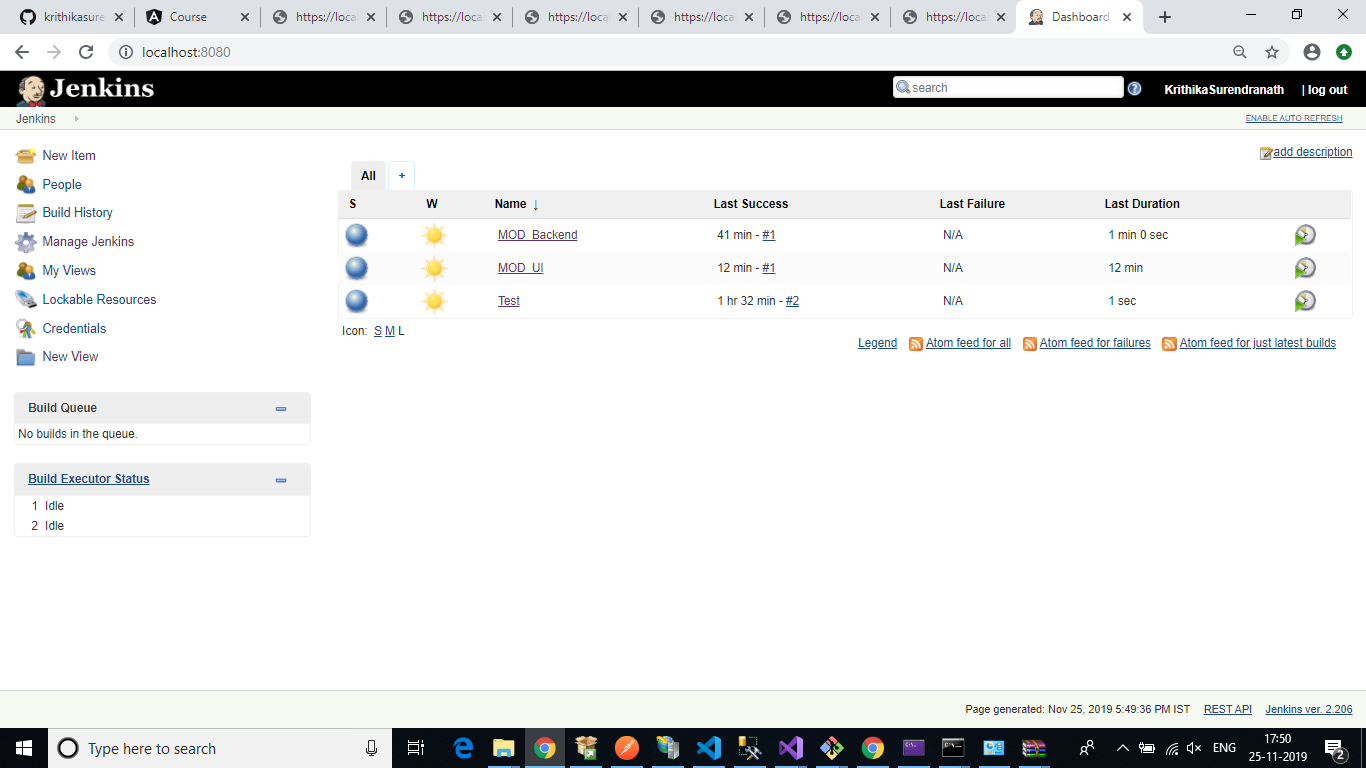 krithikasure
Course
https://loca
https://loca
https://loca
https://loca
https://loca
https://loca
Dashboard
localhost:8080
Jenkins
search
KrithikaSurendranath
| log out
Jenkins
ENABLE AUTO REFRESH
New Item
People
Build History
Manage Jenkins
My Views
Lockable Resources
Credentials
New View
Build Queue
No builds in the queue.
Build Executor Status
1 Idle
2 Idle
add description
All +
S W Name ↓ Last Success Last Failure Last Duration
MOD_Backend 41 min - #1 N/A 1 min 0 sec
MOD_UI 12 min - #1 N/A 12 min
Test 1 hr 32 min - #2 N/A 1 sec
Icon: S M L
Legend Atom feed for all Atom feed for failures Atom feed for just latest builds
Page generated: Nov 25, 2019 5:49:36 PM IST REST API Jenkins ver. 2.206
Type here to search
ENG
17:50
25-11-2019
2